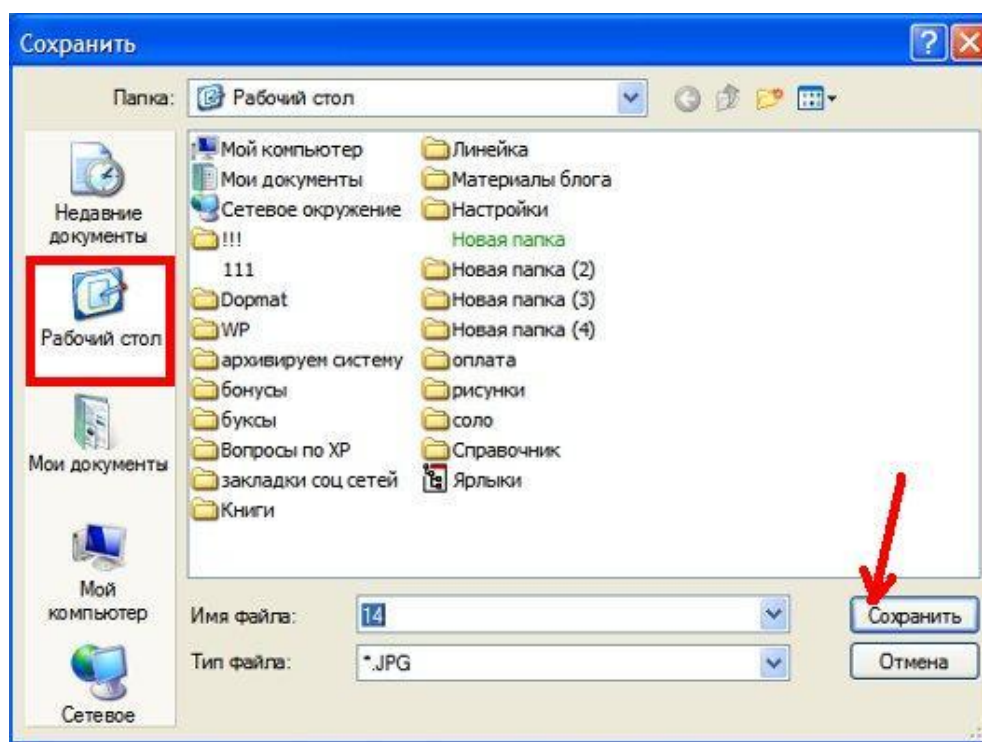 Сохранить
Папка:
Рабочий стол
Недавние
документы
Рабочий стол
Мои документы
Мой
компьютер
Сетевое
Мой компьютер
Мои документы
Сетевое окружение
!!!
111
Dopmat
WP
архивируем систему
бонусы
буксы
Вопросы по XP
закладки соц сетей
Книги
Линейка
Материалы блога
Настройки
Новая папка
Новая папка (2)
Новая папка (3)
Новая папка (4)
оплата
рисунки
соло
Справочник
Ярлыки
Имя файла:
14
Сохранить
Тип файла:
*.JPG
Отмена